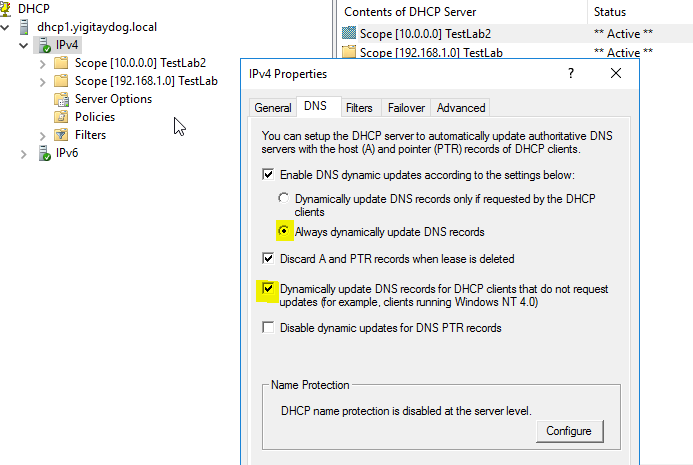 DHCP
dhcp1.yigitaydog.local
IPv4
Scope [10.0.0.0] TestLab2
Scope [192.168.1.0] TestLab
Server Options
Policies
Filters
IPv6
Contents of DHCP Server Status
Scope [10.0.0.0] TestLab2 ** Active **
Scope [192.168.1.0] TestLab ** Active **
IPv4 Properties ? ×
General DNS Filters Failover Advanced
You can setup the DHCP server to automatically update authoritative DNS
servers with the host (A) and pointer (PTR) records of DHCP clients.
Enable DNS dynamic updates according to the settings below:
Dynamically update DNS records only if requested by the DHCP
clients
Always dynamically update DNS records
Discard A and PTR records when lease is deleted
Dynamically update DNS records for DHCP clients that do not request
updates (for example, clients running Windows NT 4.0)
Disable dynamic updates for DNS PTR records
Name Protection
DHCP name protection is disabled at the server level.
Configure